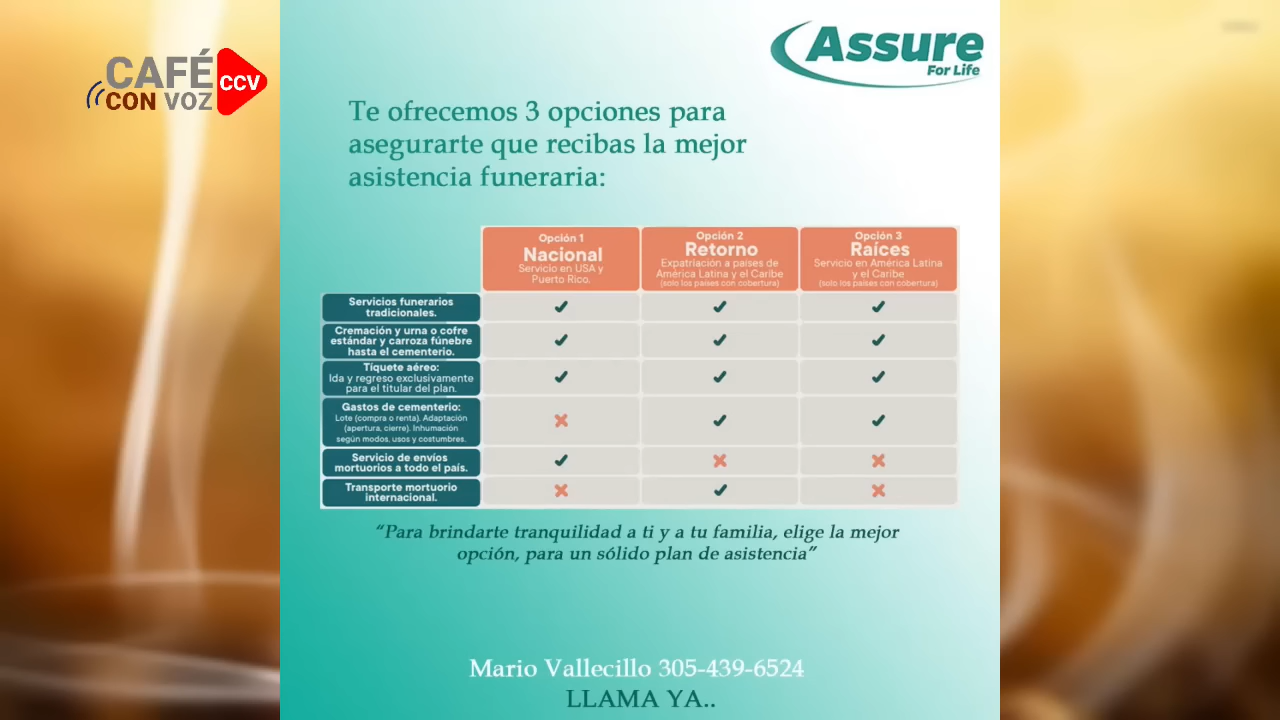 CAFÉ
CON VOZ
CCV
Assure
For Life
Te ofrecemos 3 opciones para
asegurarte que recibas la mejor
asistencia funeraria:
Opción 1
Nacional
Servicio en USA y
Puerto Rico.
Opción 2
Retorno
Expatriación a países de
América Latina y el Caribe
(solo los países con cobertura)
Opción 3
Raíces
Servicio en América Latina
y el Caribe
(solo los países con cobertura)
Servicios funerarios
tradicionales.
Cremación y urna o cofre
estándar y carroza fúnebre
hasta el cementerio.
Tíquete aéreo:
Ida y regreso exclusivamente
para el titular del plan.
Gastos de cementerio:
Lote (compra o renta). Adaptación
(apertura, cierre). Inhumación
según modos, usos y costumbres.
Servicio de envíos
mortuorios a todo el país.
Transporte mortuorio
internacional.
“Para brindarte tranquilidad a ti y a tu familia, elige la mejor
opción, para un sólido plan de asistencia”
Mario Vallecillo 305-439-6524
LLAMA YA..